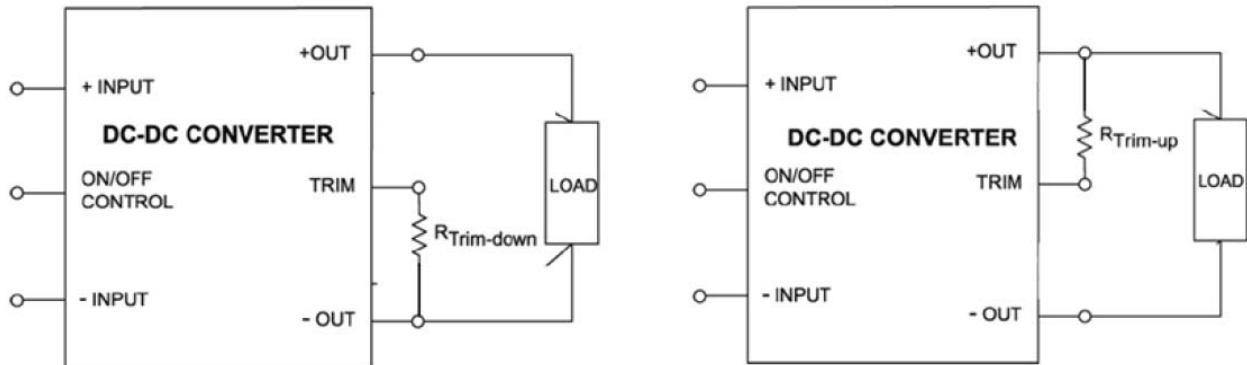 +OUT
+ INPUT
DC-DC CONVERTER
ON/OFF
CONTROL
TRIM
LOAD
RTrim-down
- INPUT
- OUT
+OUT
+ INPUT
DC-DC CONVERTER
RTrim-up
ON/OFF
CONTROL
TRIM
LOAD
- INPUT
- OUT